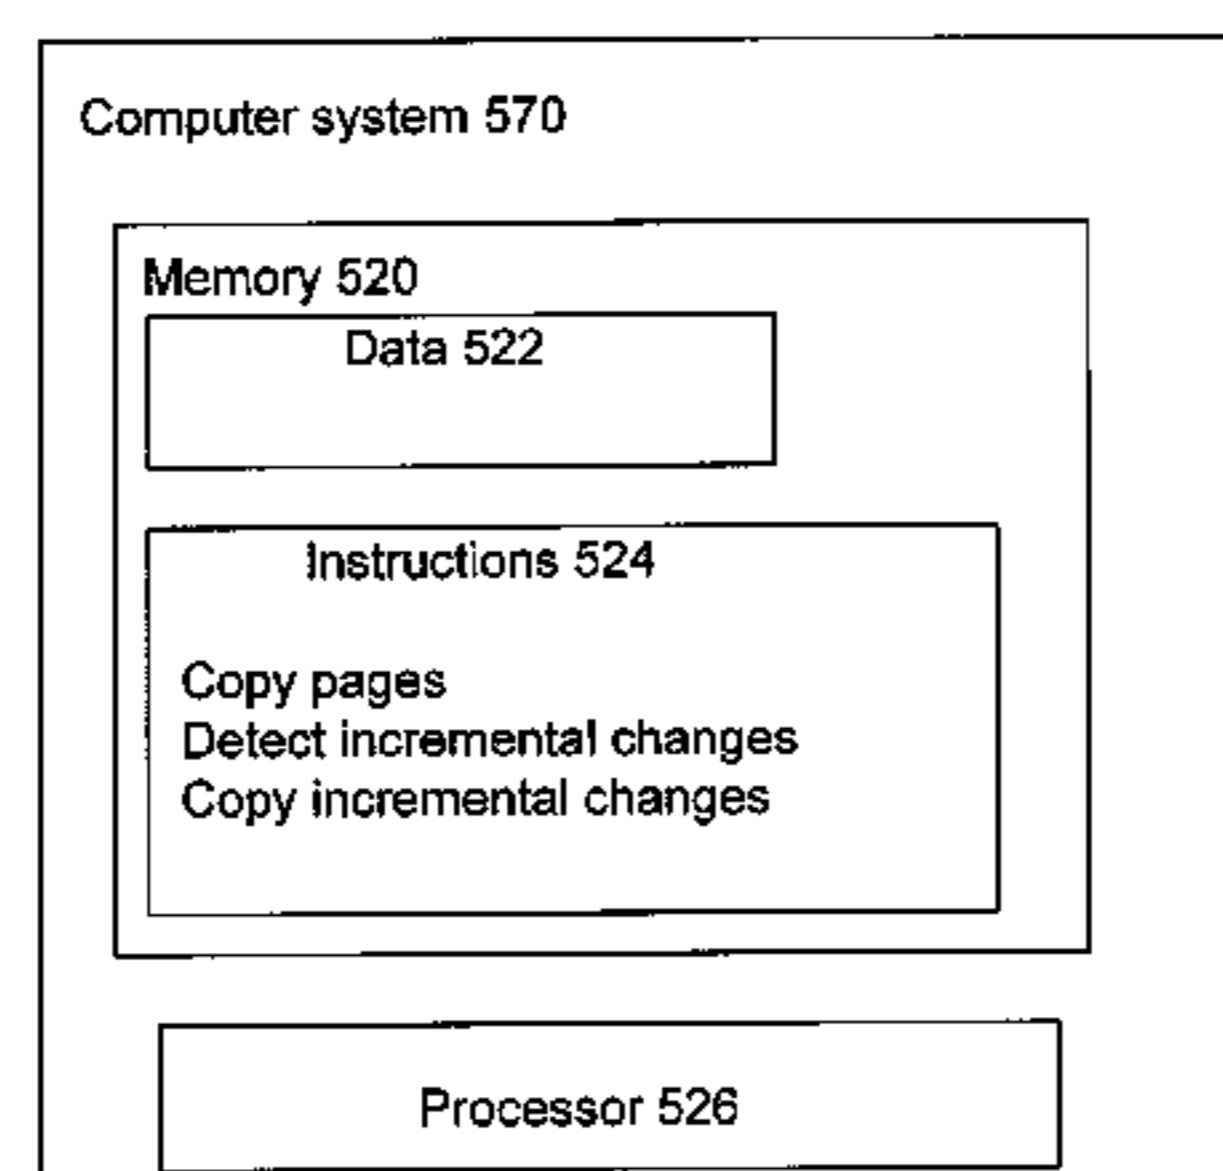 Computer system 570
Memory 520
Data 522
Instructions 524
Copy pages
Detect incremental changes
Copy incremental changes
Processor 526